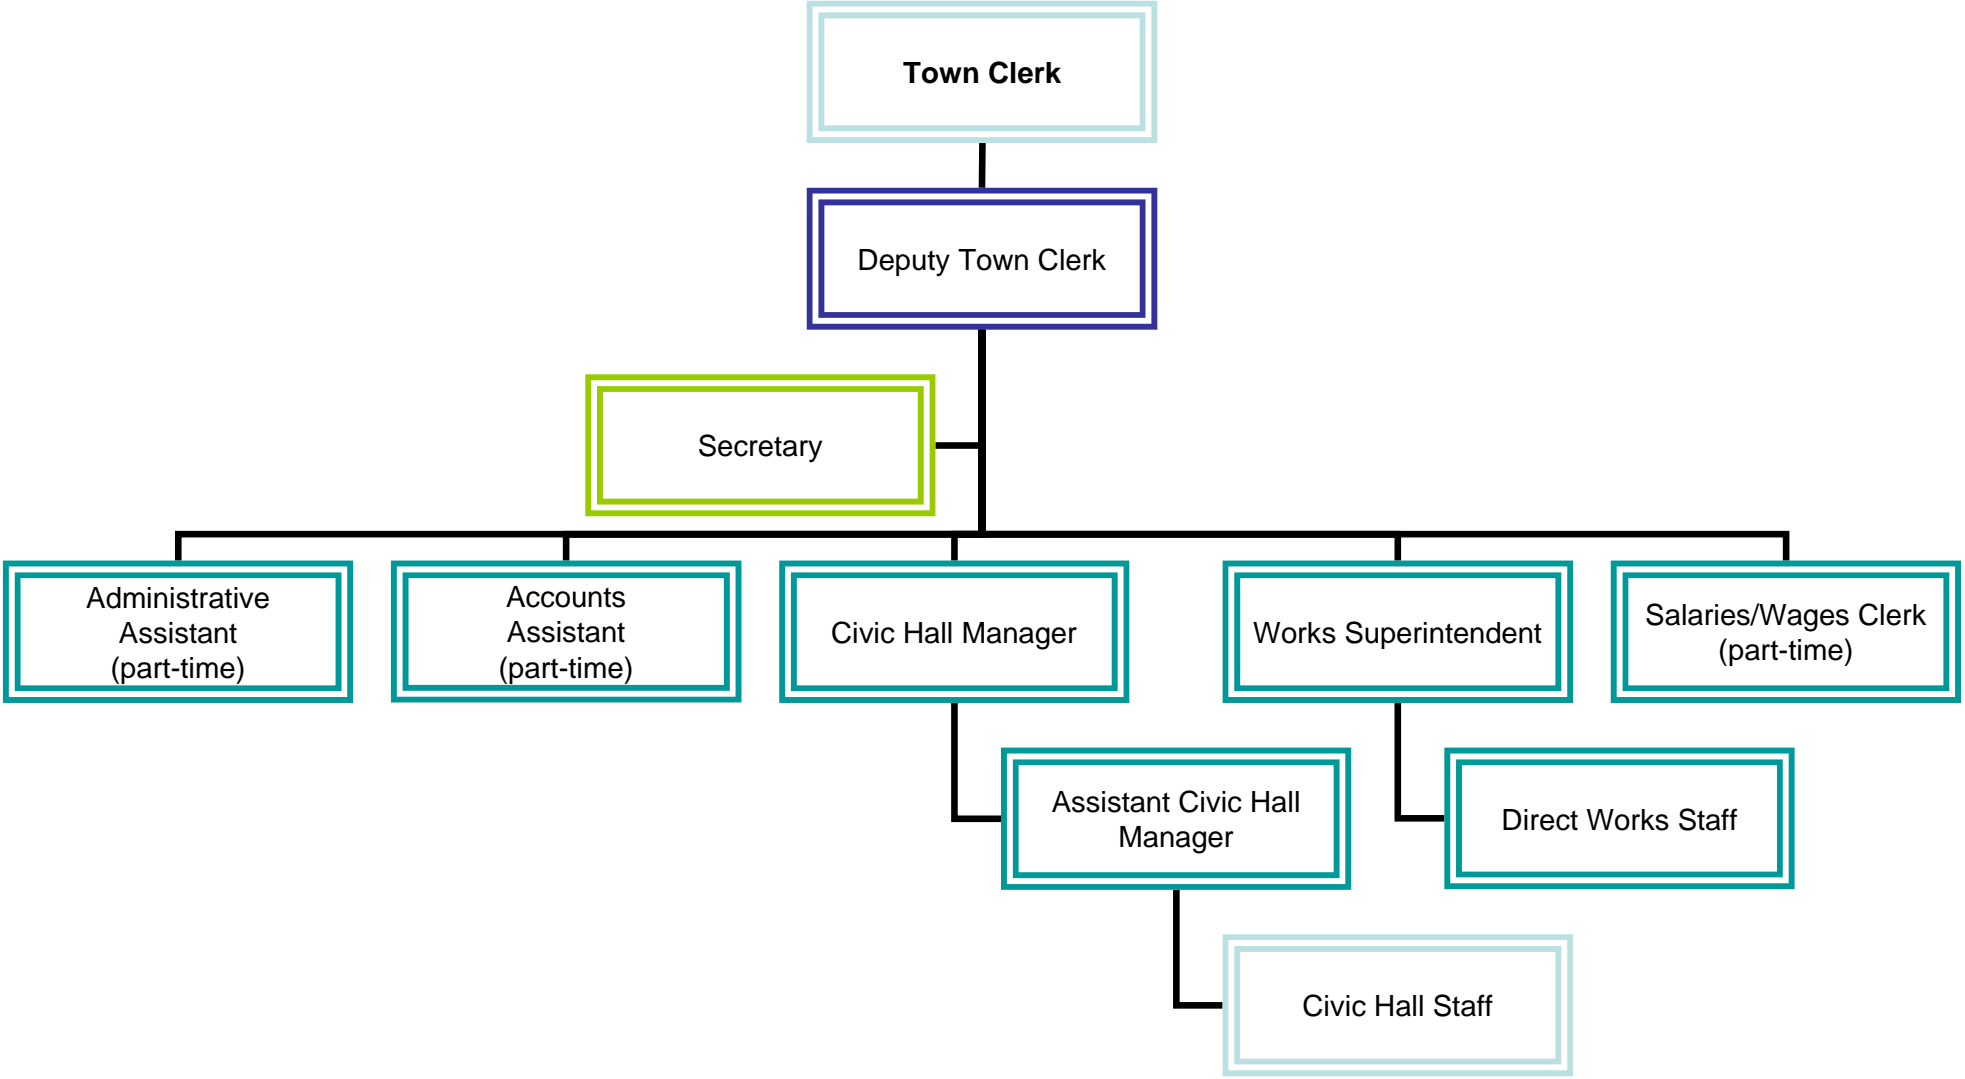 Town Clerk
Deputy Town Clerk
Secretary
Administrative
Assistant
(part-time)
Accounts
Assistant
(part-time)
Civic Hall Manager
Works Superintendent
Salaries/Wages Clerk
(part-time)
Assistant Civic Hall
Manager
Direct Works Staff
Civic Hall Staff